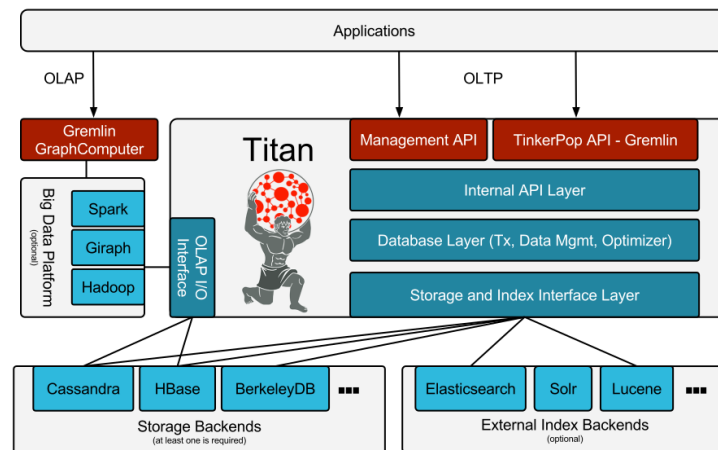 Applications
OLAP
OLTP
Gremlin
GraphComputer
Titan
Management API
TinkerPop API - Gremlin
Big Data Platform
(optional)
Spark
Giraph
Hadoop
OLAP I/O
Interface
Internal API Layer
Database Layer (Tx, Data Mgmt, Optimizer)
Storage and Index Interface Layer
Cassandra
HBase
BerkeleyDB
Storage Backends
(at least one is required)
Elasticsearch
Solr
Lucene
External Index Backends
(optional)